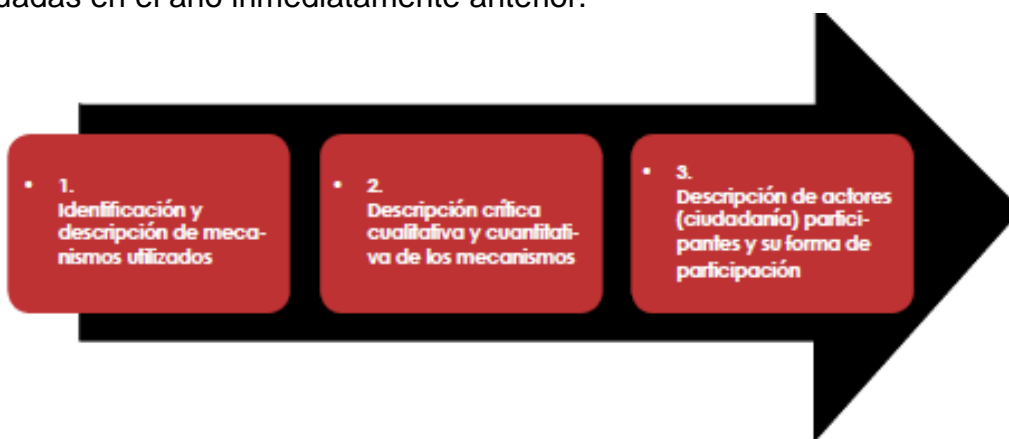 dadas en el año inmediatamente anterior.
• 1.
Identificación y
descripción de meca-
nismos utilizados
• 2.
Descripción crítica
cualitativa y cuantitati-
va de los mecanismos
• 3.
Descripción de actores
(ciudadanía) partici-
pantes y su forma de
participación